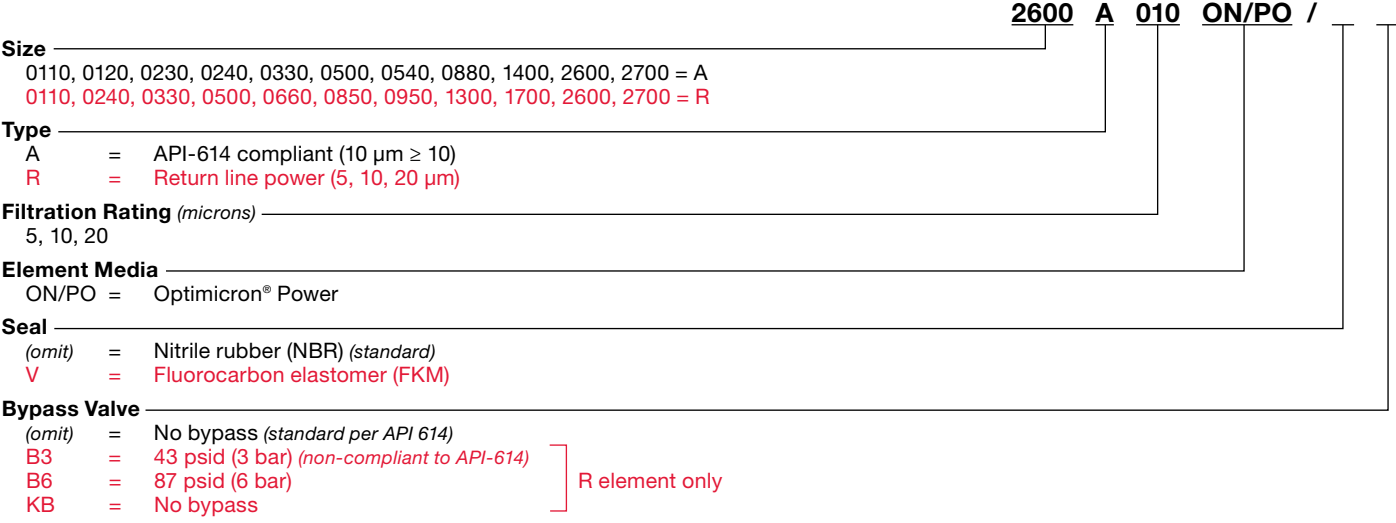 2600 A 010 ON/PO / _ _
Size
0110, 0120, 0230, 0240, 0330, 0500, 0540, 0880, 1400, 2600, 2700 = A
0110, 0240, 0330, 0500, 0660, 0850, 0950, 1300, 1700, 2600, 2700 = R
Type
A = API-614 compliant (10 µm ≥ 10)
R = Return line power (5, 10, 20 µm)
Filtration Rating (microns)
5, 10, 20
Element Media
ON/PO = Optimicron® Power
Seal
(omit) = Nitrile rubber (NBR) (standard)
V = Fluorocarbon elastomer (FKM)
Bypass Valve
(omit) = No bypass (standard per API 614)
B3 = 43 psid (3 bar) (non-compliant to API-614)
B6 = 87 psid (6 bar) R element only
KB = No bypass